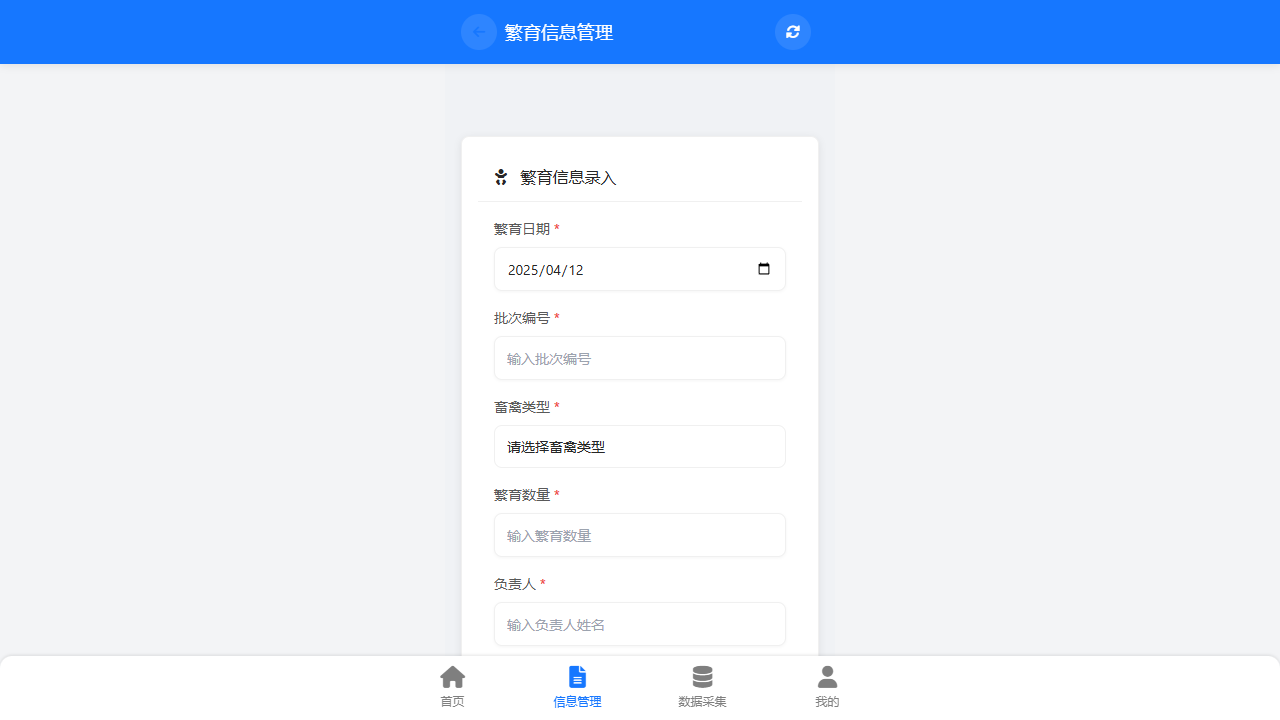 繁育信息管理
繁育信息录入
繁育日期 *
2025/04/12
批次编号 *
输入批次编号
畜禽类型 *
请选择畜禽类型
繁育数量 *
输入繁育数量
负责人 *
输入负责人姓名
首页
信息管理
数据采集
我的